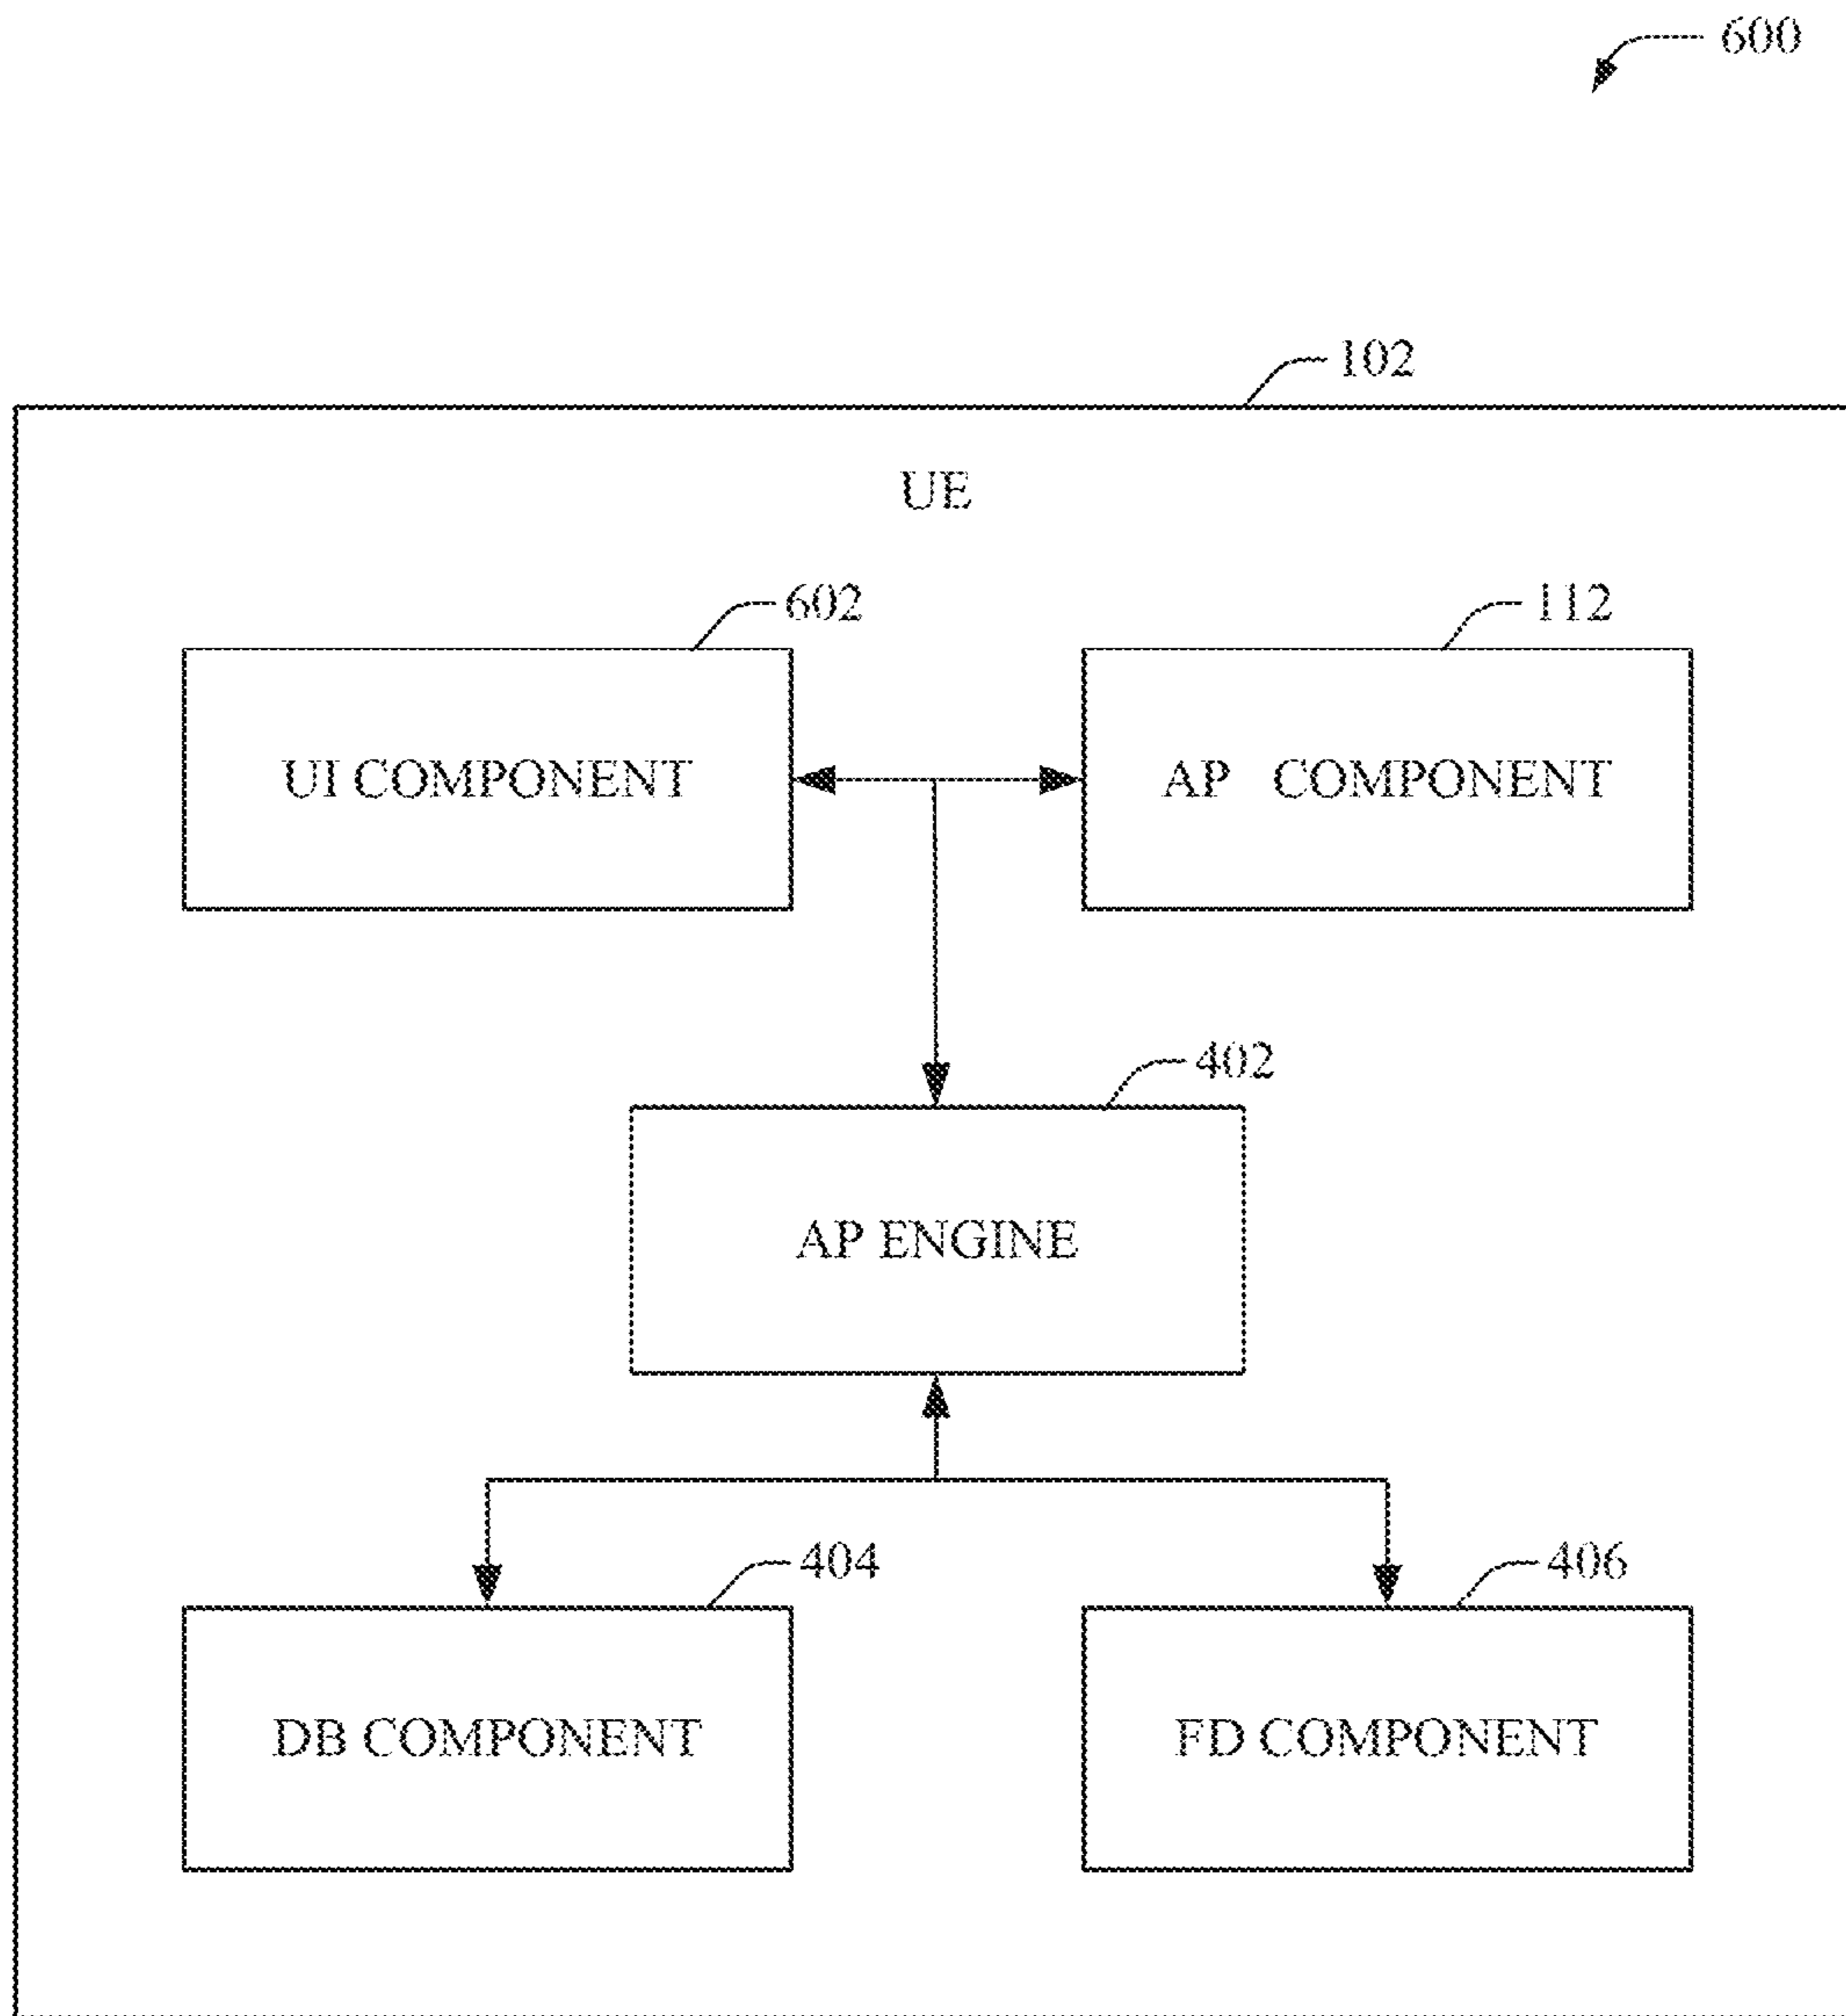 600
102
UE
602
112
UI COMPONENT
AP COMPONENT
402
AP ENGINE
404
406
DB COMPONENT
FD COMPONENT